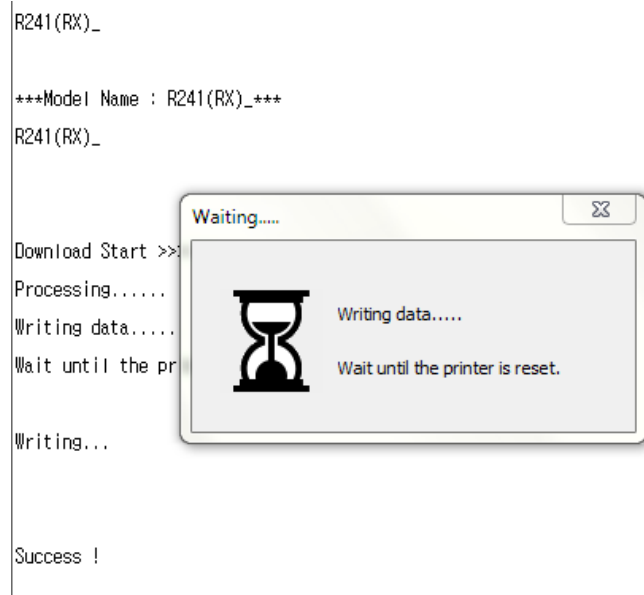 R241(RX)_
***Model Name : R241(RX)_***
R241(RX)_
Waiting.....
Download Start >>
Processing......
Writing data.....
Writing data.....
Wait until the pr
Wait until the printer is reset.
Writing...
Success !